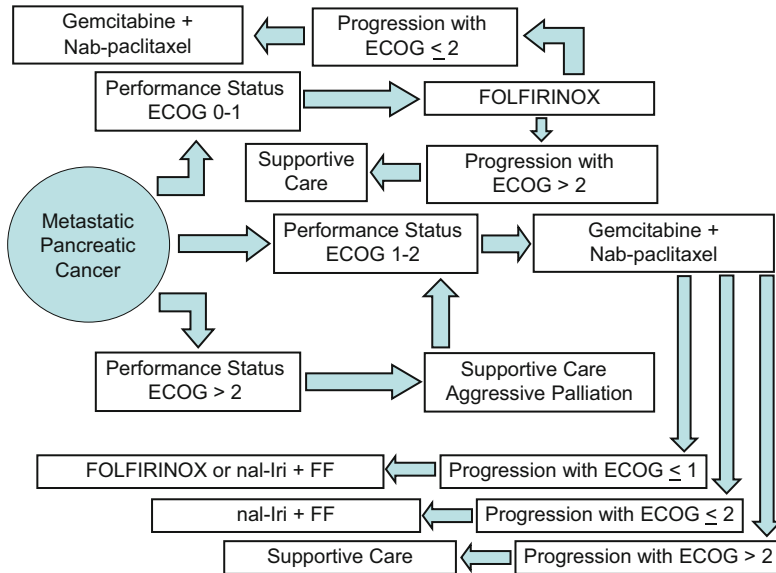 Gemcitabine +
Nab-paclitaxel
Progression with
ECOG ≤ 2
Performance Status
ECOG 0-1
FOLFIRINOX
Supportive
Care
Progression with
ECOG > 2
Metastatic
Pancreatic
Cancer
Performance Status
ECOG 1-2
Gemcitabine +
Nab-paclitaxel
Performance Status
ECOG > 2
Supportive Care
Aggressive Palliation
FOLFIRINOX or nal-Iri + FF
Progression with ECOG ≤ 1
nal-Iri + FF
Progression with ECOG ≤ 2
Supportive Care
Progression with ECOG > 2